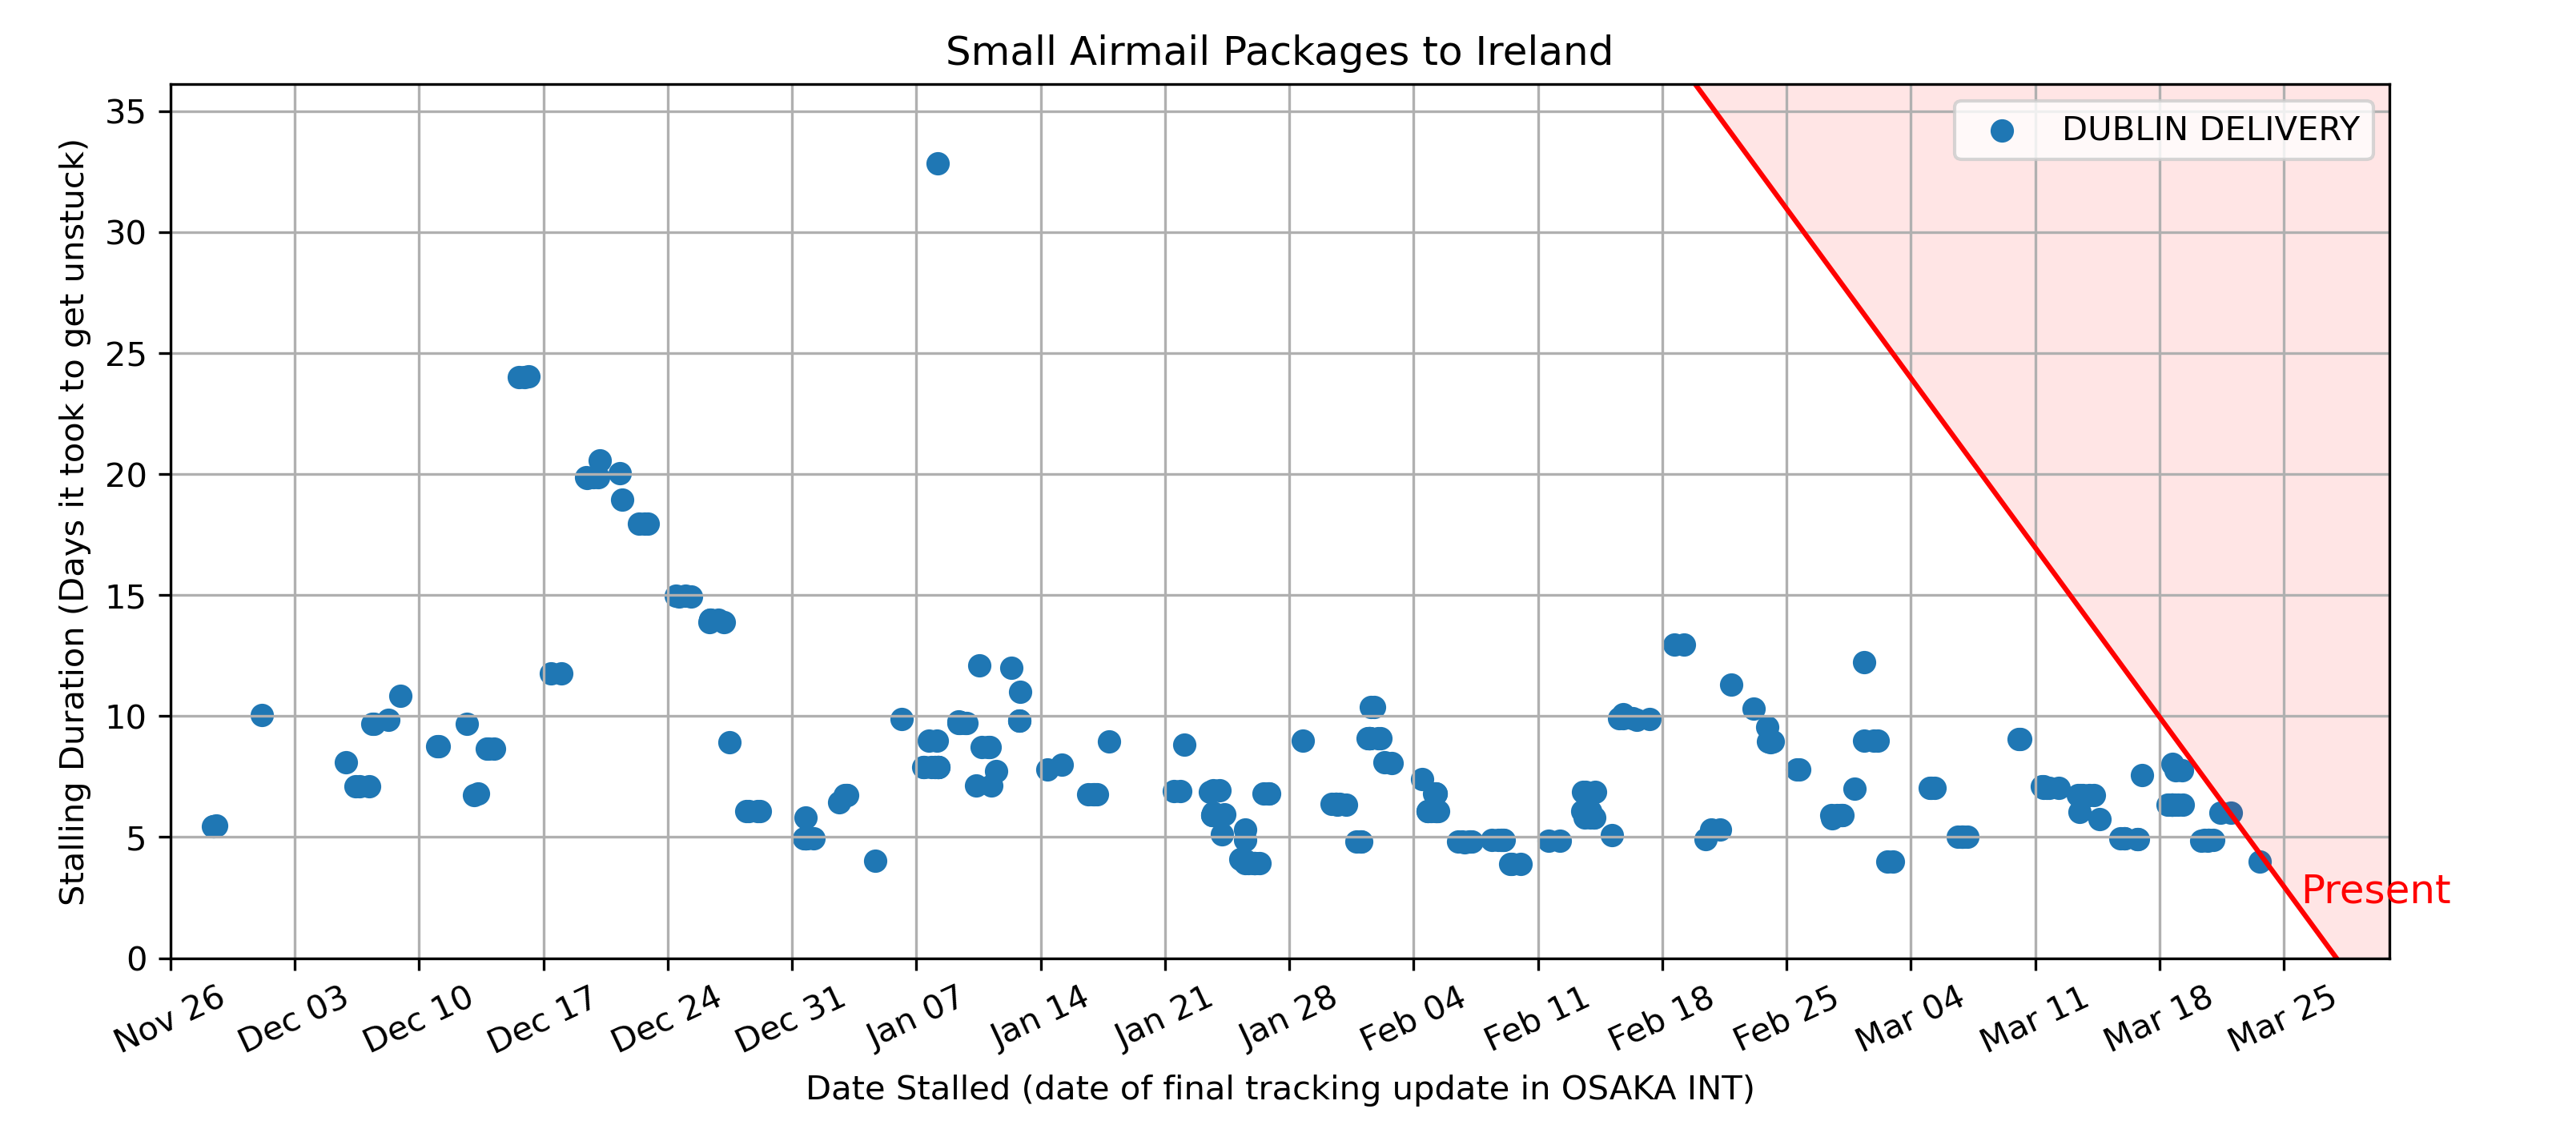 Small Airmail Packages to Ireland
DUBLIN DELIVERY
Stalling Duration (Days it took to get unstuck)
35
30
25
20
15
10
5
0
Present
Nov 26
Dec 03
Dec 10
Dec 17
Dec 24
Dec 31
Jan 07
Jan 14
Jan 21
Jan 28
Feb 04
Feb 11
Feb 18
Feb 25
Mar 04
Mar 11
Mar 18
Mar 25
Date Stalled (date of final tracking update in OSAKA INT)